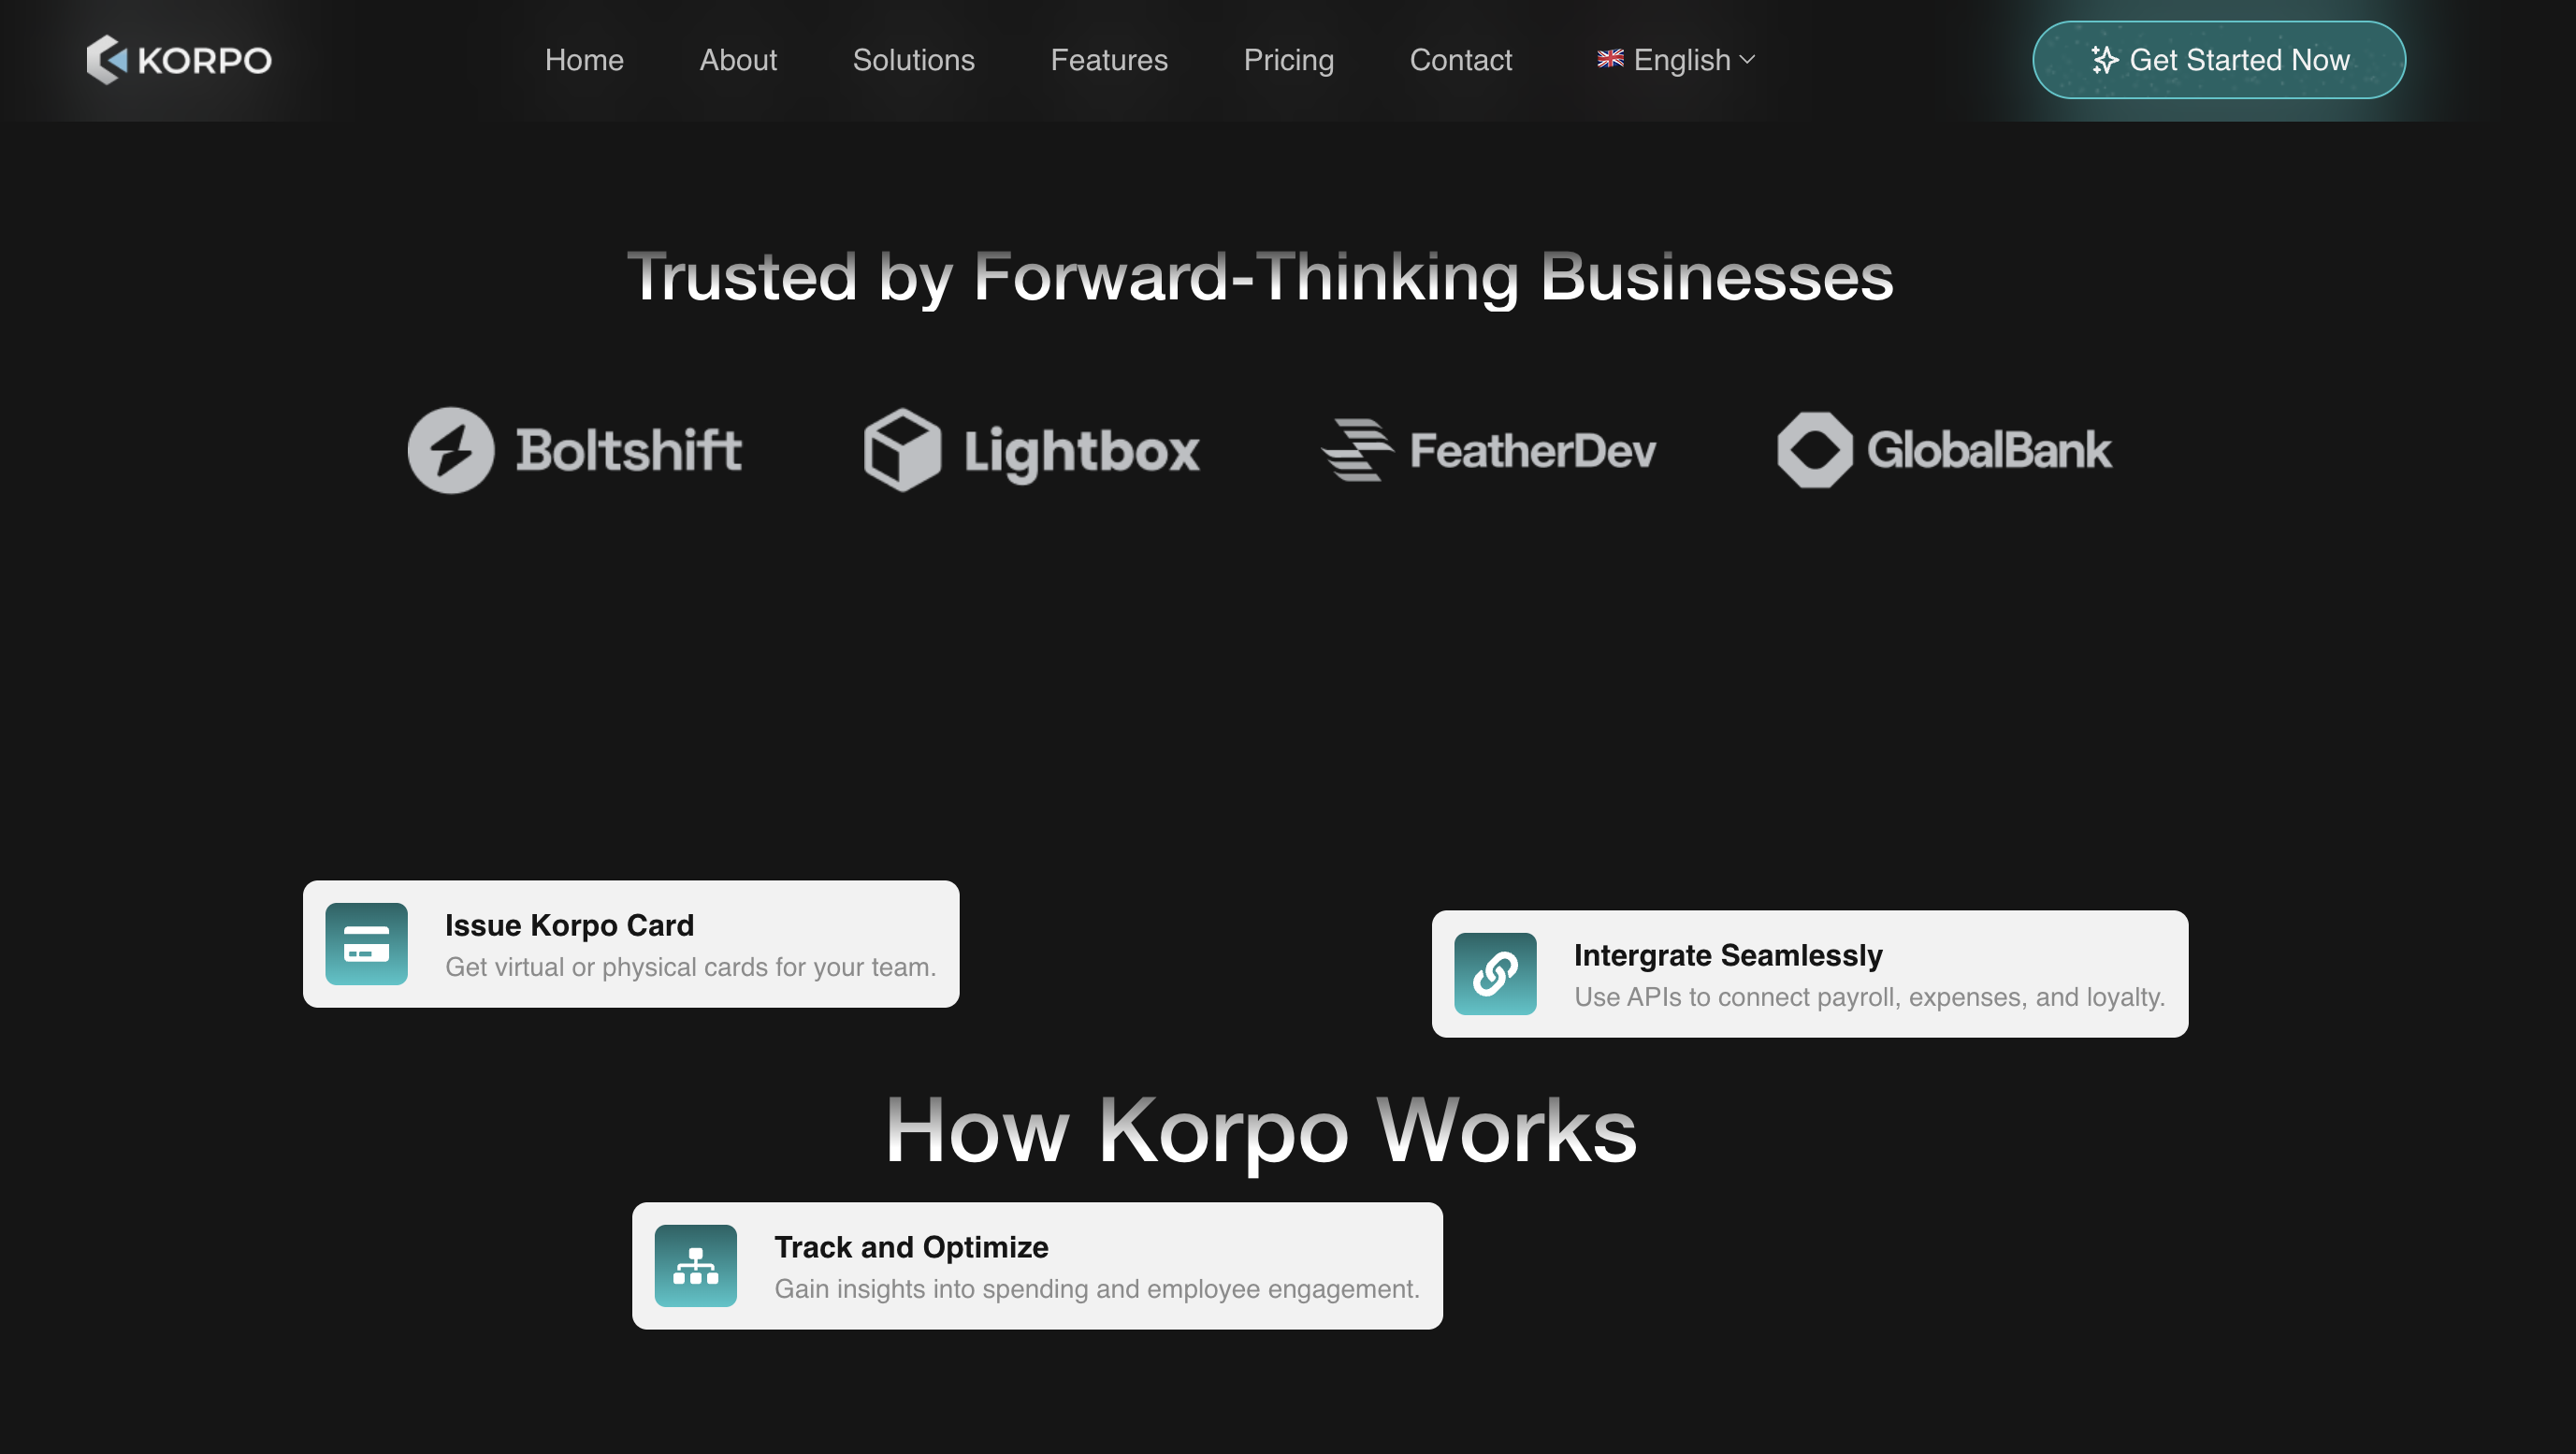 KORPO
Home
About
Solutions
Features
Pricing
Contact
English
Get Started Now
Trusted by Forward-Thinking Businesses
Boltshift
Lightbox
FeatherDev
GlobalBank
Issue Korpo Card
Get virtual or physical cards for your team.
Intergrate Seamlessly
Use APIs to connect payroll, expenses, and loyalty.
How Korpo Works
Track and Optimize
Gain insights into spending and employee engagement.